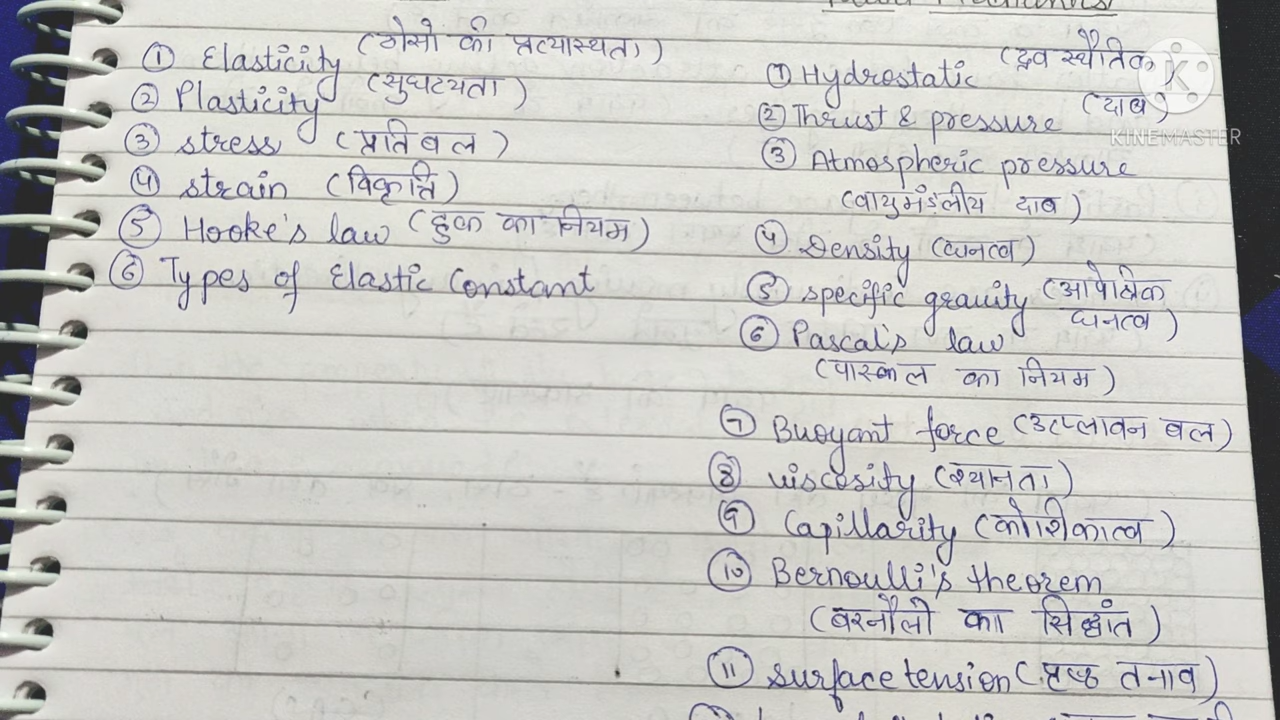 ① Elasticity (ठोसो की प्रत्यास्थता)
② Plasticity (सुघटयता)
③ stress (प्रतिबल)
④ strain (विकृति)
⑤ Hooke's law (हुक का नियम)
⑥ Types of Elastic Constant
① Hydrostatic (द्रव स्थैतिक)
② Thrust & pressure (दाब)
③ Atmospheric pressure
(वायुमंडलीय दाब)
④ Density (घनत्व)
⑤ specific gravity (आपेक्षिक
घनत्व)
⑥ Pascal's law
(पास्कल का नियम)
⑦ Buoyant force (उत्प्लावन बल)
⑧ viscosity (श्यानता)
⑨ Capillarity (कोशिकात्व)
⑩ Bernoulli's theorem
(बरनौली का सिद्धांत)
⑪ surface tension (पृष्ठ तनाव)
KINEMASTER